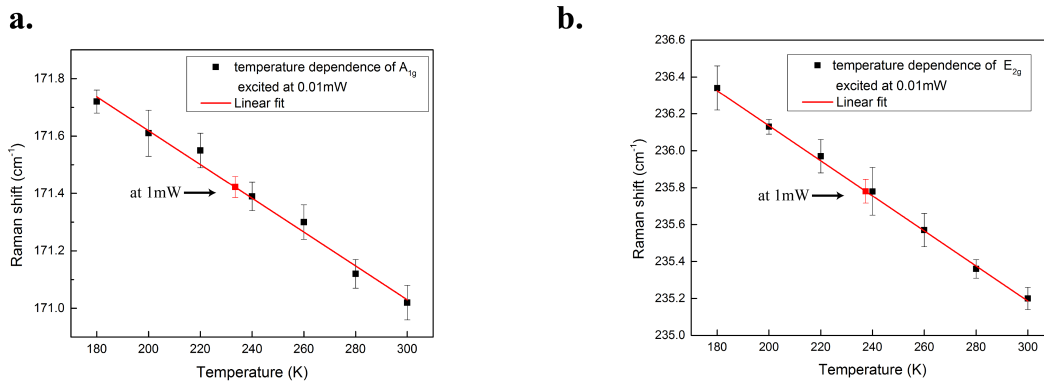 a.
temperature dependence of A1g
excited at 0.01mW
Linear fit
at 1mW
Raman shift (cm-1)
171.8
171.6
171.4
171.2
171.0
180 200 220 240 260 280 300
Temperature (K)
b.
temperature dependence of E2g
excited at 0.01mW
Linear fit
at 1mW
Raman shift (cm-1)
236.6
236.4
236.2
236.0
235.8
235.6
235.4
235.2
235.0
180 200 220 240 260 280 300
Temperature (K)